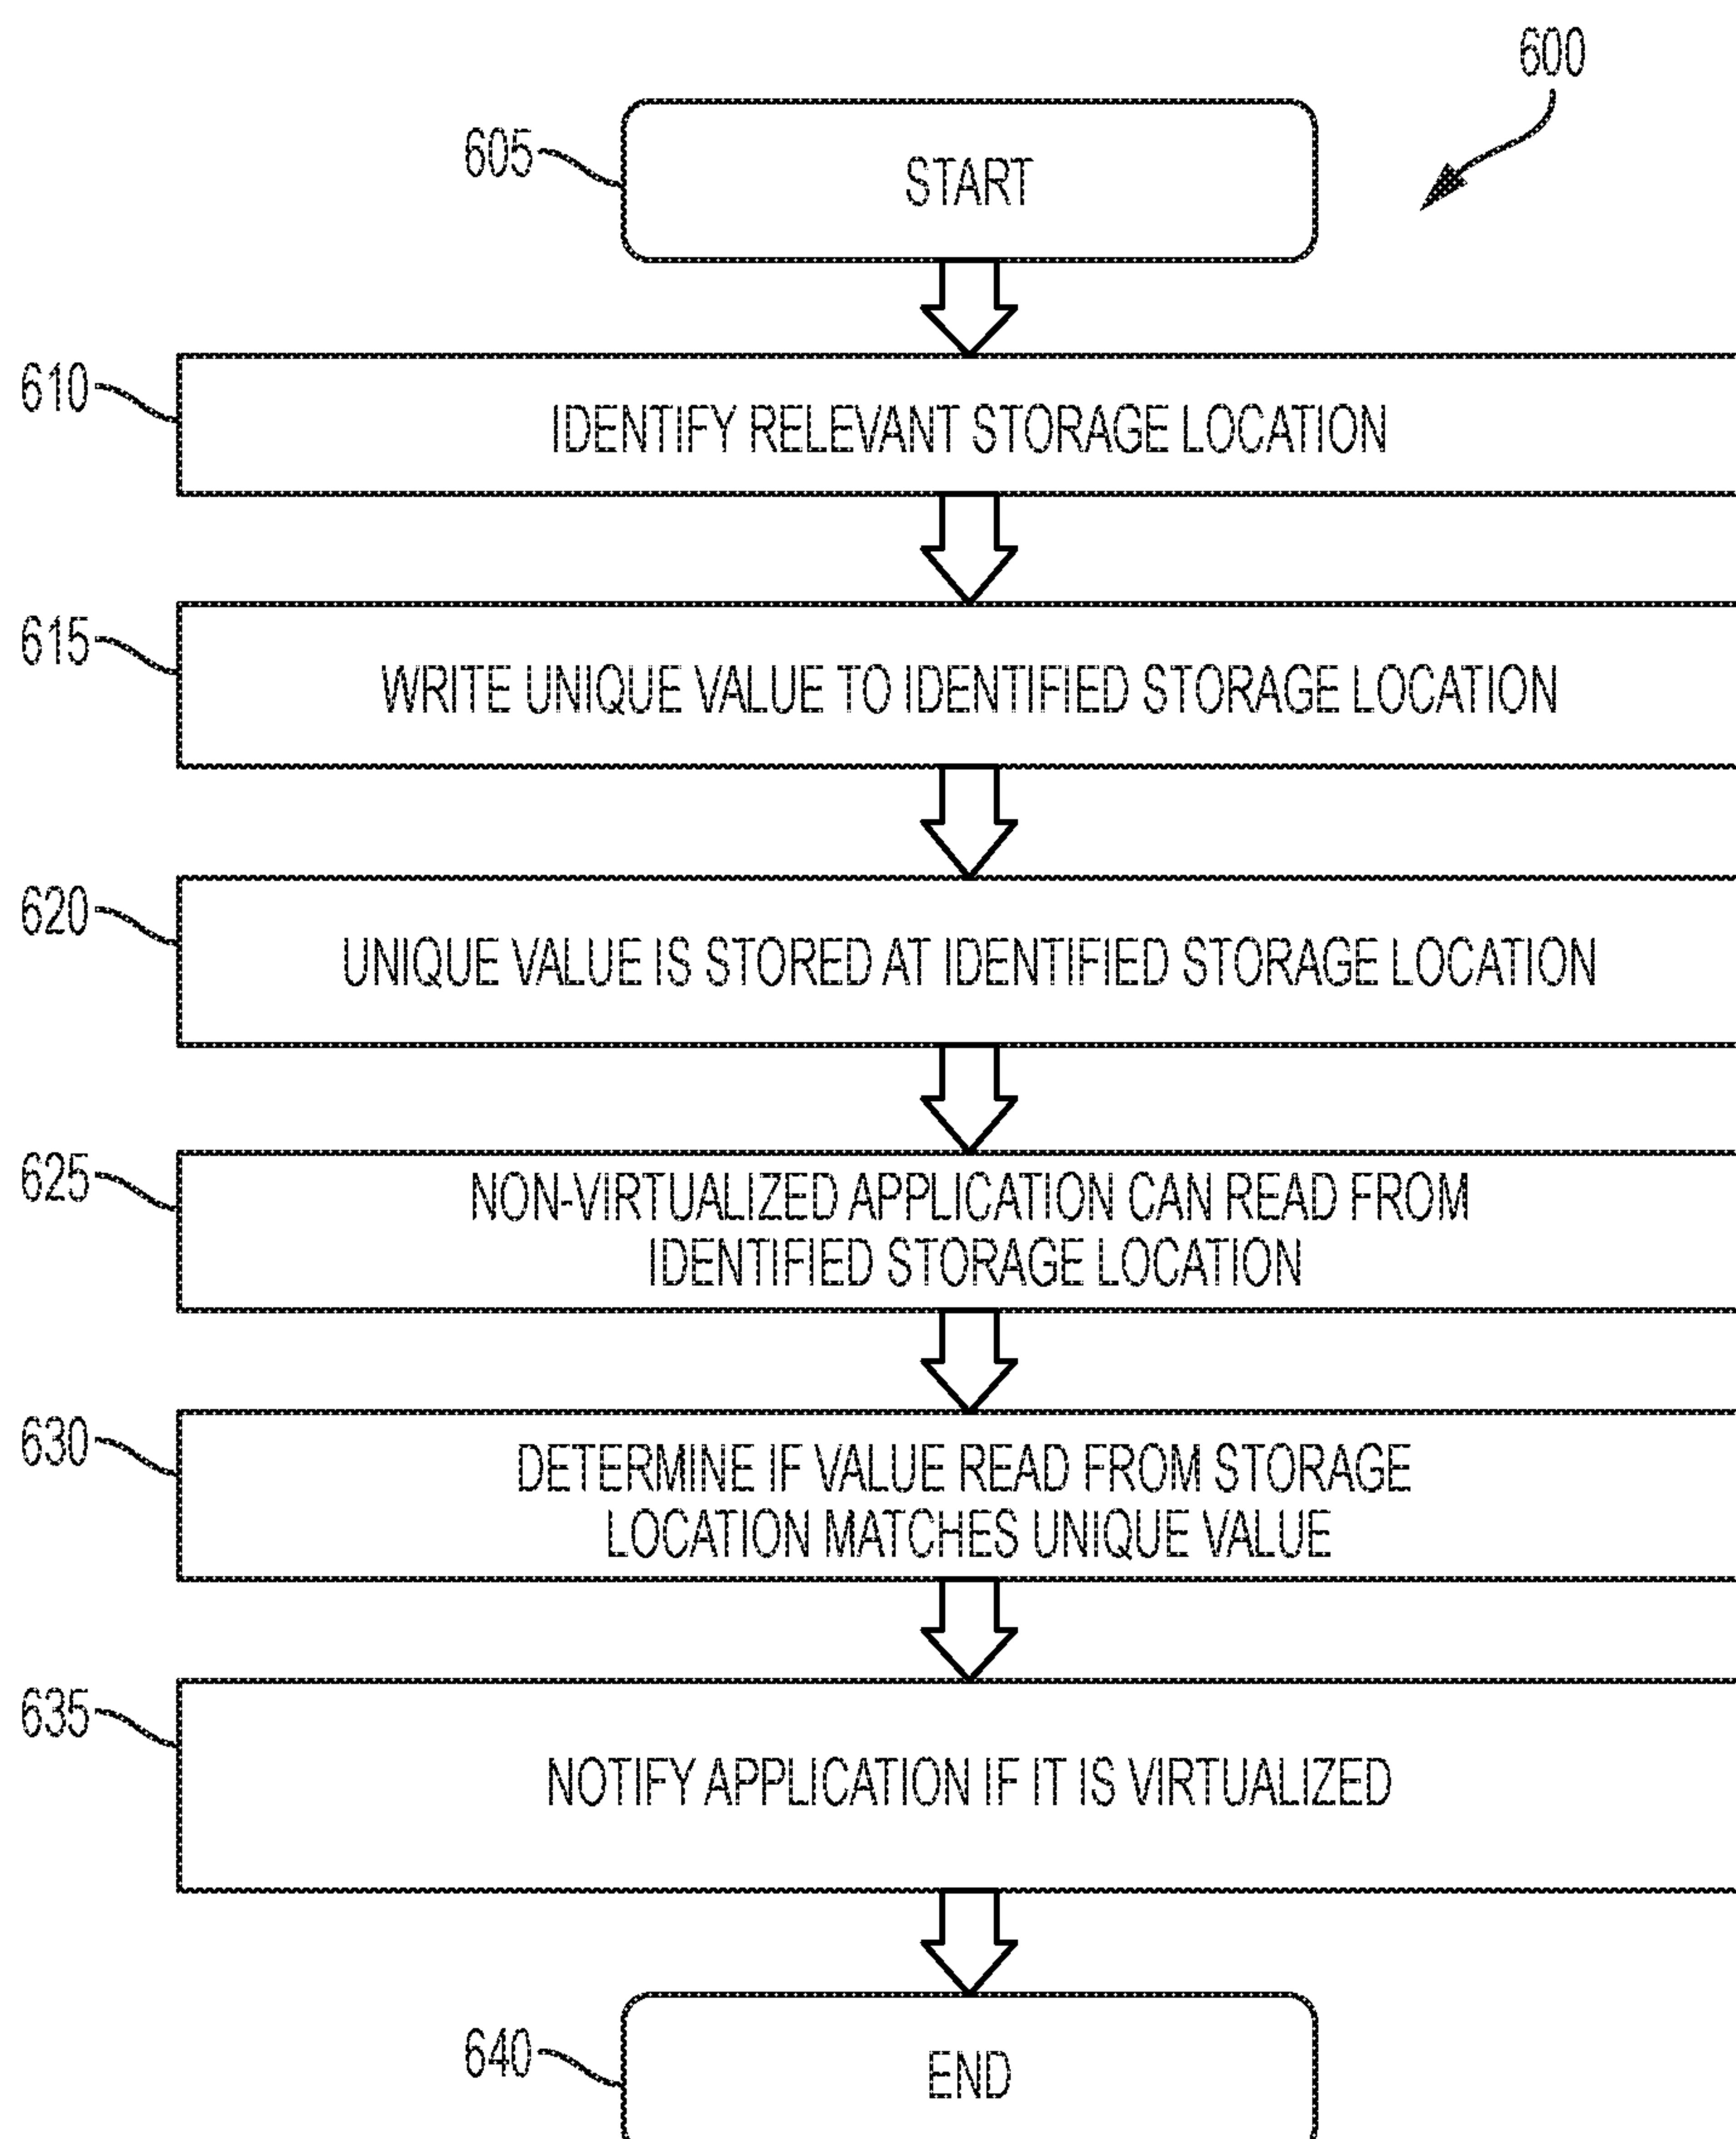 600
605
START
610
IDENTIFY RELEVANT STORAGE LOCATION
615
WRITE UNIQUE VALUE TO IDENTIFIED STORAGE LOCATION
620
UNIQUE VALUE IS STORED AT IDENTIFIED STORAGE LOCATION
625
NON-VIRTUALIZED APPLICATION CAN READ FROM
IDENTIFIED STORAGE LOCATION
630
DETERMINE IF VALUE READ FROM STORAGE
LOCATION MATCHES UNIQUE VALUE
635
NOTIFY APPLICATION IF IT IS VIRTUALIZED
640
END